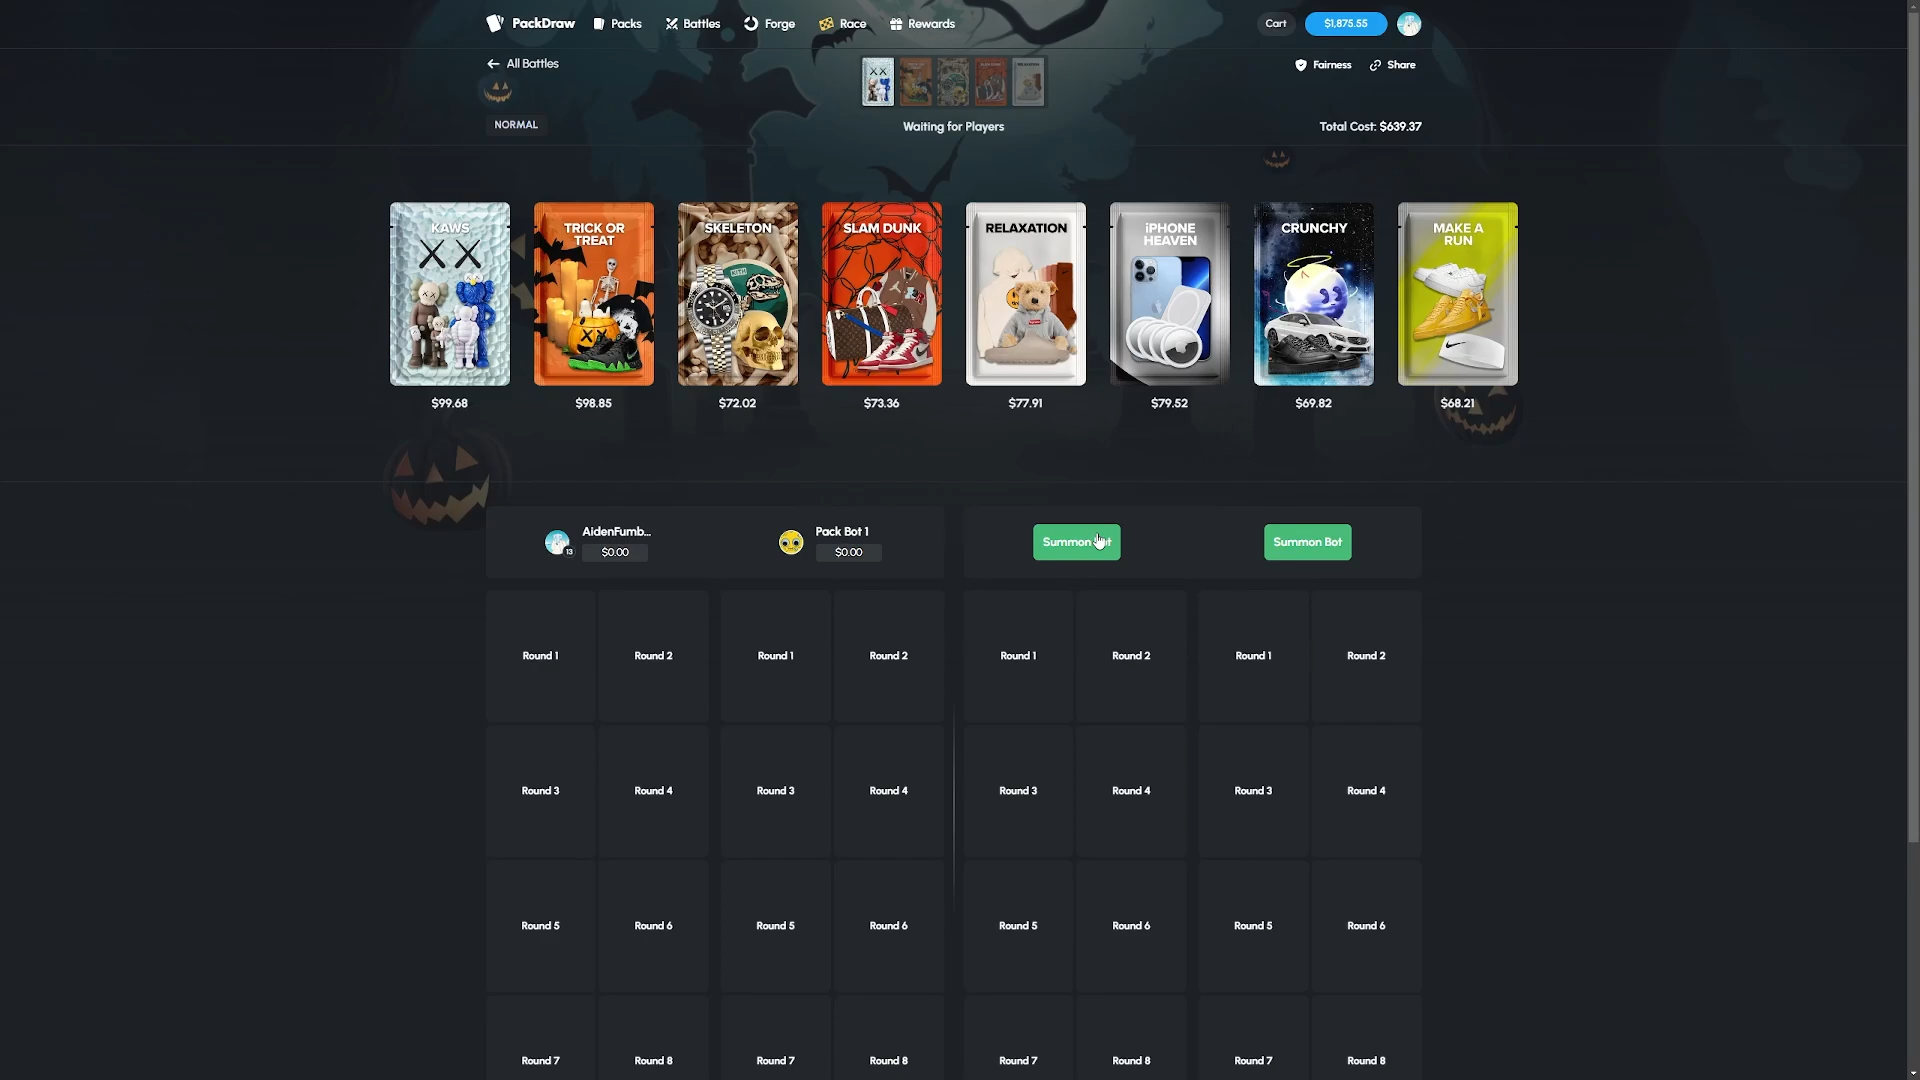 PackDraw
Packs
Battles
Forge
Race
Rewards
Cart
$1,875.55
All Battles
Fairness
Share
NORMAL
Waiting for Players
Total Cost: $639.37
KAWS
TRICK OR
TREAT
SKELETON
SLAM DUNK
RELAXATION
iPHONE
HEAVEN
CRUNCHY
MAKE A
RUN
$99.68
$98.85
$72.02
$73.36
$77.91
$79.52
$69.82
$68.21
AidenFumb...
13
$0.00
Pack Bot 1
$0.00
Summon
Summon Bot
Round 1
Round 2
Round 1
Round 2
Round 1
Round 2
Round 1
Round 2
Round 3
Round 4
Round 3
Round 4
Round 3
Round 4
Round 3
Round 4
Round 5
Round 6
Round 5
Round 6
Round 5
Round 6
Round 5
Round 6
Round 7
Round 8
Round 7
Round 8
Round 7
Round 8
Round 7
Round 8